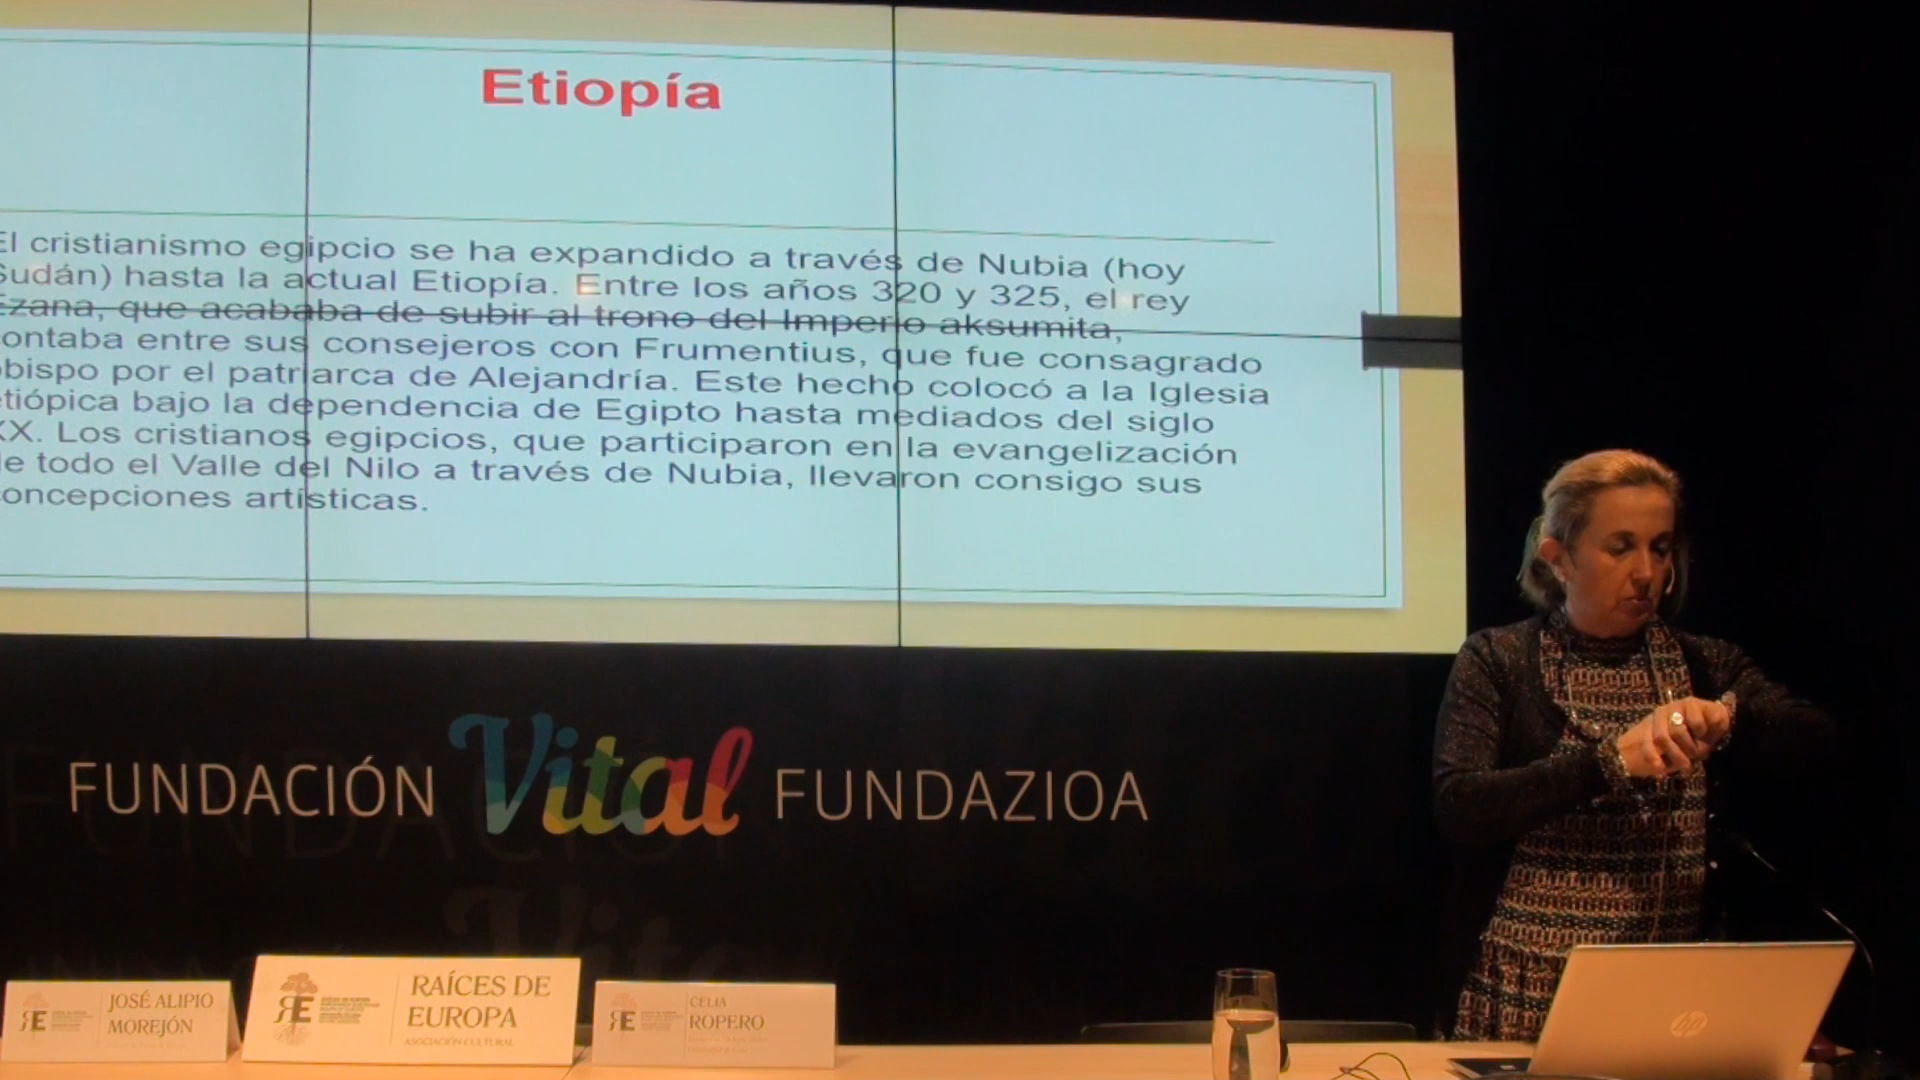 Etiopía
El cristianismo egipcio se ha expandido a través de Nubia (hoy
Sudán) hasta la actual Etiopía. Entre los años 320 y 325, el rey
Ezana, que acababa de subir al trono del Imperio aksumita,
contaba entre sus consejeros con Frumentius, que fue consagrado
obispo por el patriarca de Alejandría. Este hecho colocó a la Iglesia
etiópica bajo la dependencia de Egipto hasta mediados del siglo
XX. Los cristianos egipcios, que participaron en la evangelización
de todo el Valle del Nilo a través de Nubia, llevaron consigo sus
concepciones artísticas.
FUNDACIÓN Vital FUNDAZIOA
JOSÉ ALIPIO
MOREJÓN
RE
RAÍCES DE
EUROPA
ASOCIACIÓN CULTURAL
RE
CELIA
ROPERO
RE
hp